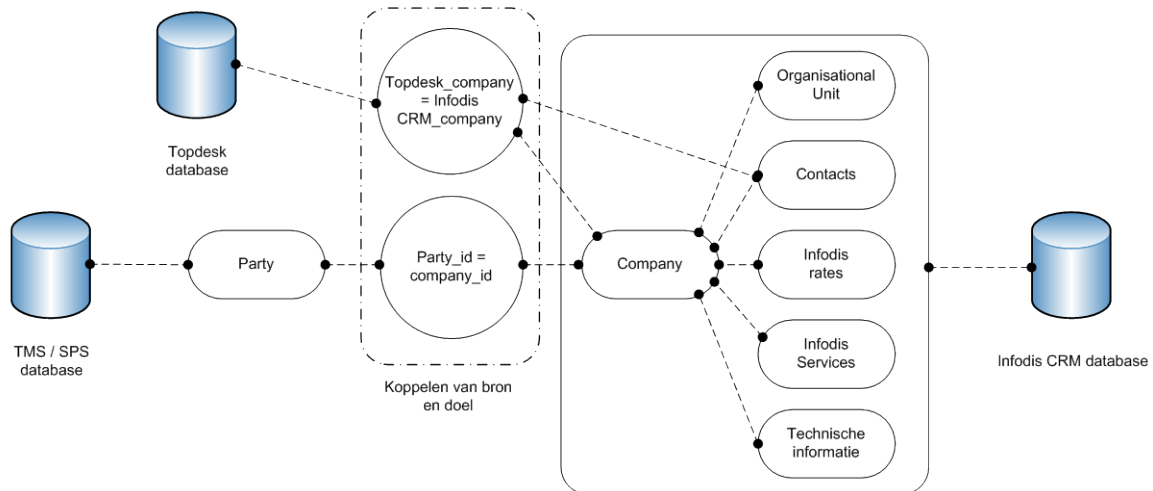 Topdesk
database
TMS / SPS
database
Party
Topdesk_company
= Infodis
CRM_company
Party_id =
company_id
Koppelen van bron
en doel
Company
Organisational
Unit
Contacts
Infodis
rates
Infodis
Services
Technische
informatie
Infodis CRM database